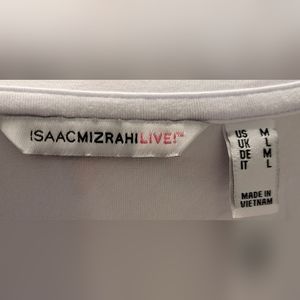 ISAACMIZRAHILIVE!™
US M
UK L
DE M
IT L
MADE IN
VIETNAM